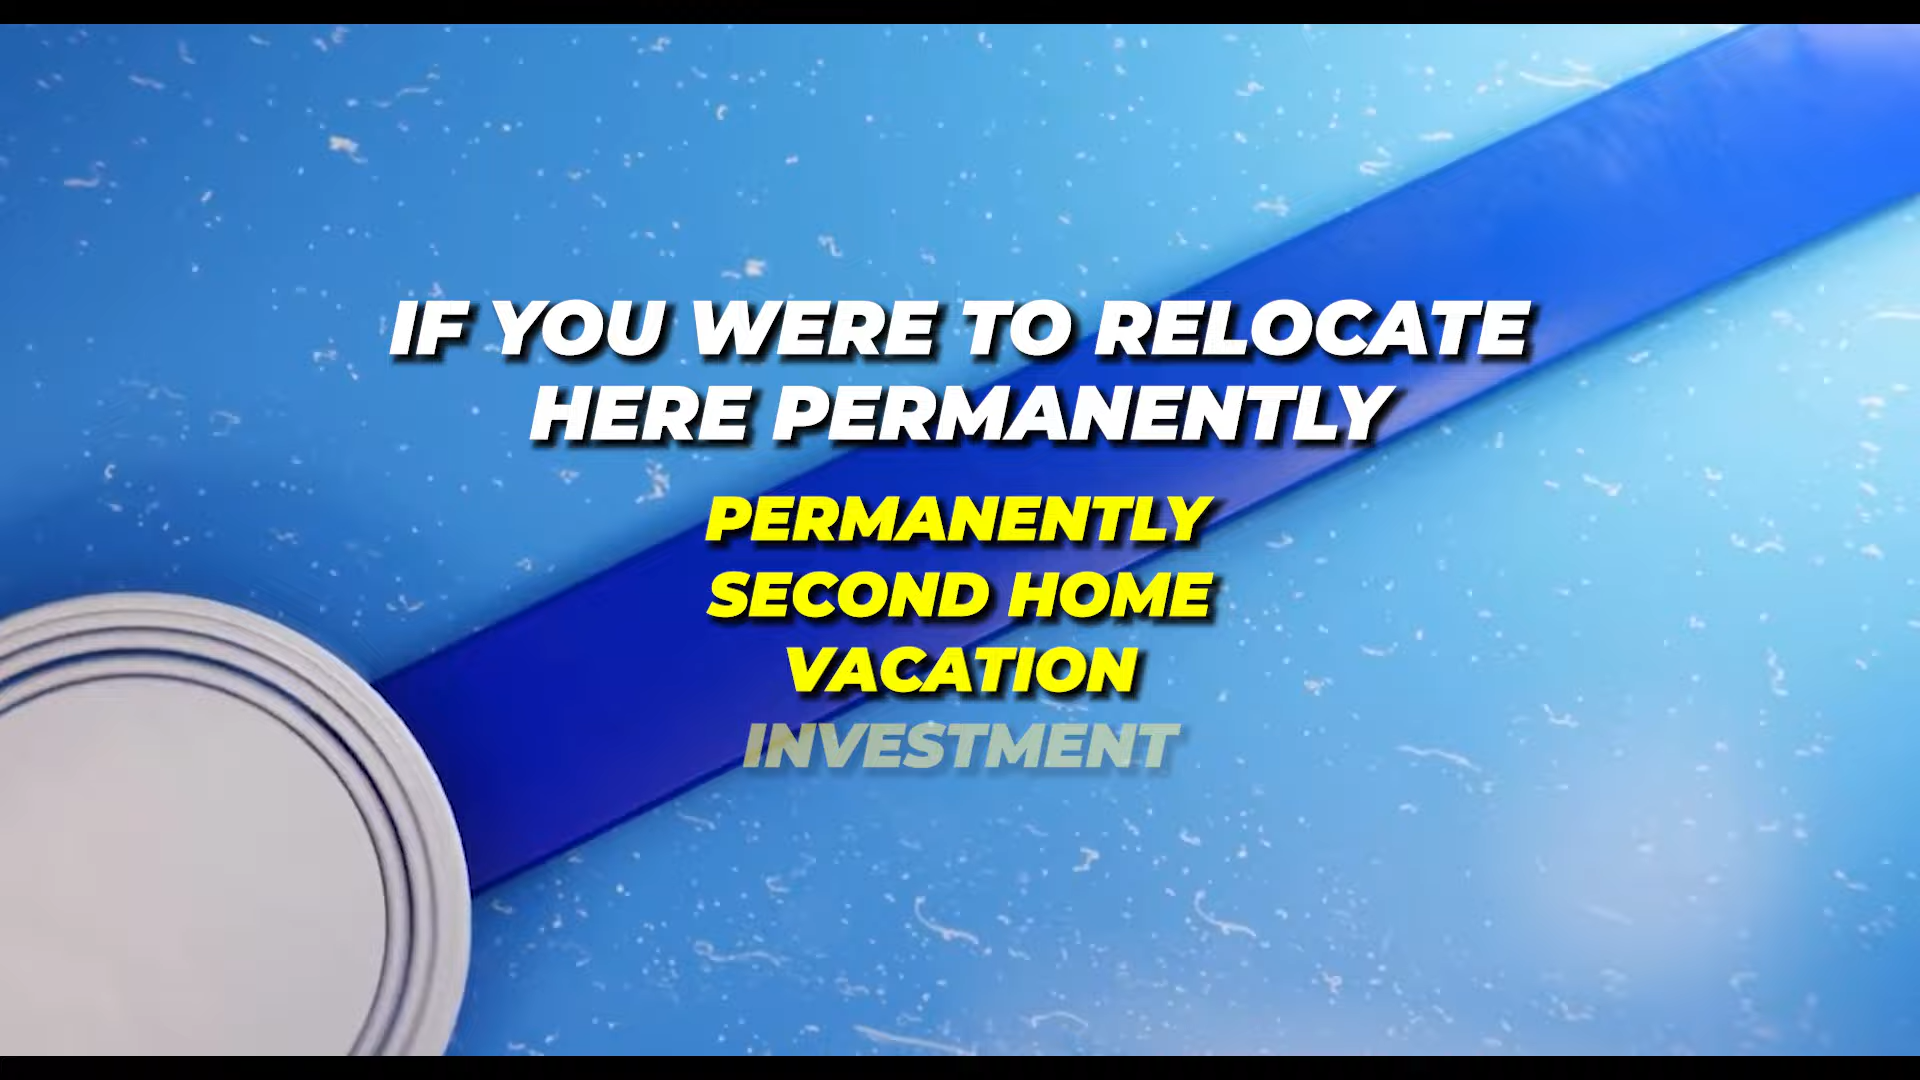 IF YOU WERE TO RELOCATE
HERE PERMANENTLY
PERMANENTLY
SECOND HOME
VACATION
INVESTMENT